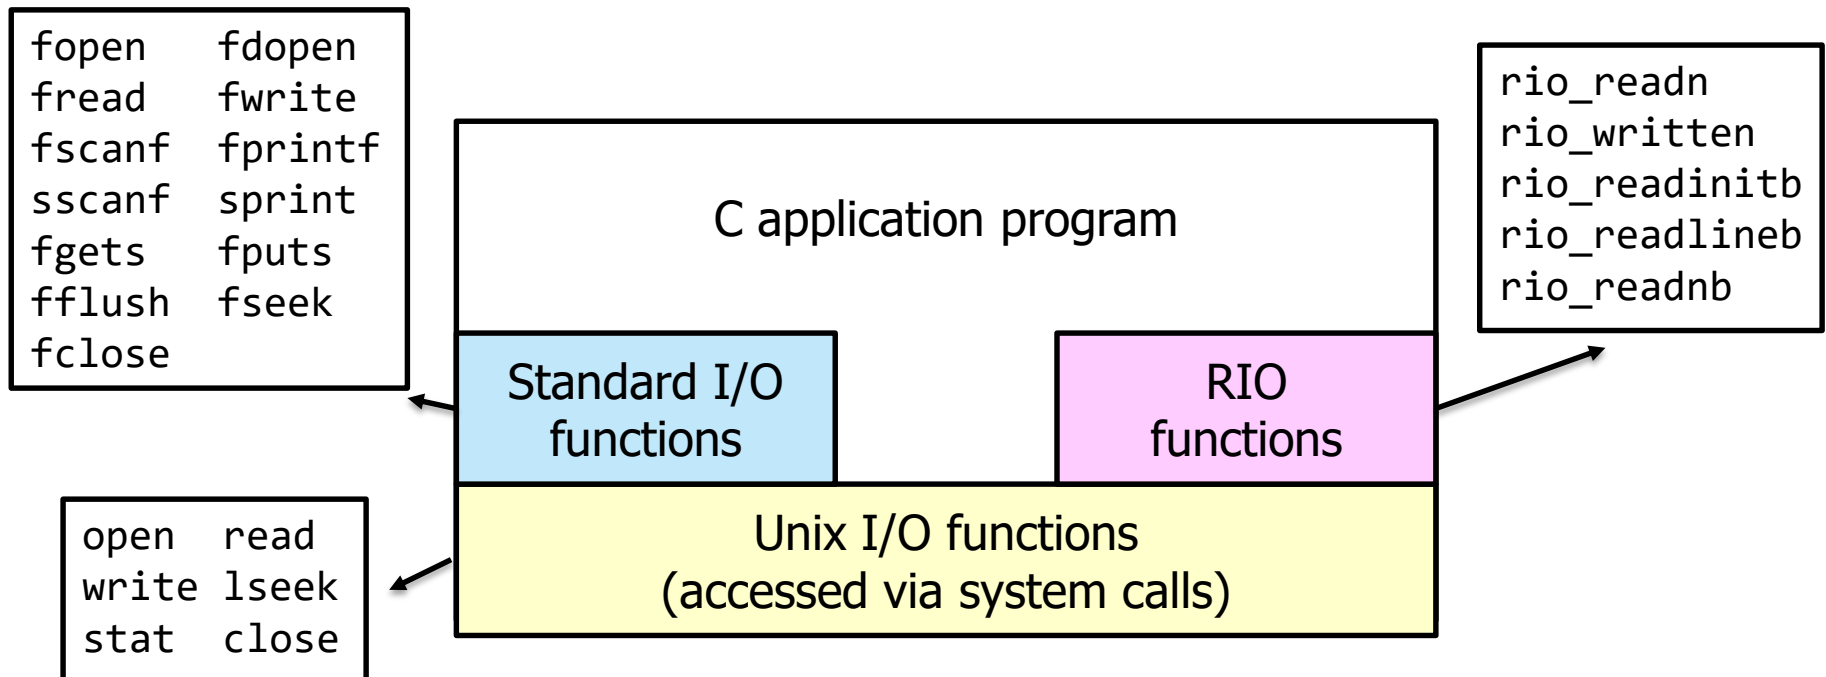 fopen fdopen
fread fwrite
fscanf fprintf
sscanf sprint
fgets fputs
fflush fseek
fclose
C application program
rio_readn
rio_written
rio_readinitb
rio_readlineb
rio_readnb
Standard I/O
functions
RIO
functions
open read
write lseek
stat close
Unix I/O functions
(accessed via system calls)